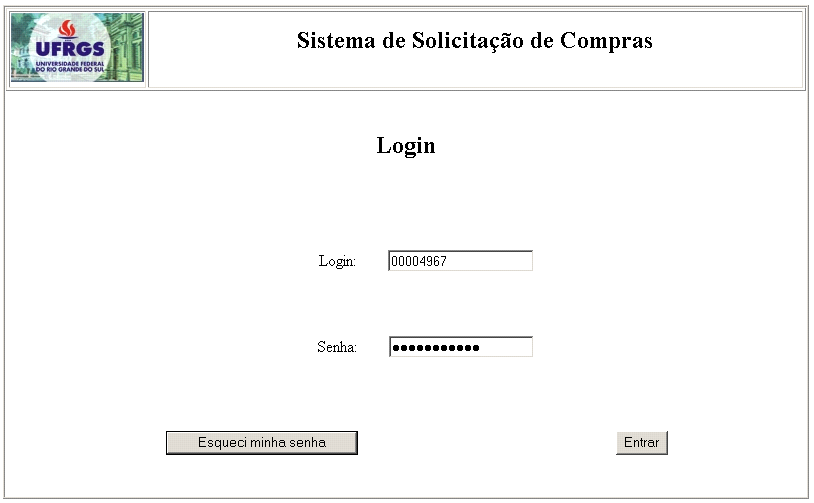 UFRGS
UNIVERSIDADE FEDERAL
DO RIO GRANDE DO SUL
Sistema de Solicitação de Compras
Login
Login: 00004967
Senha: •••••••••••
Esqueci minha senha
Entrar